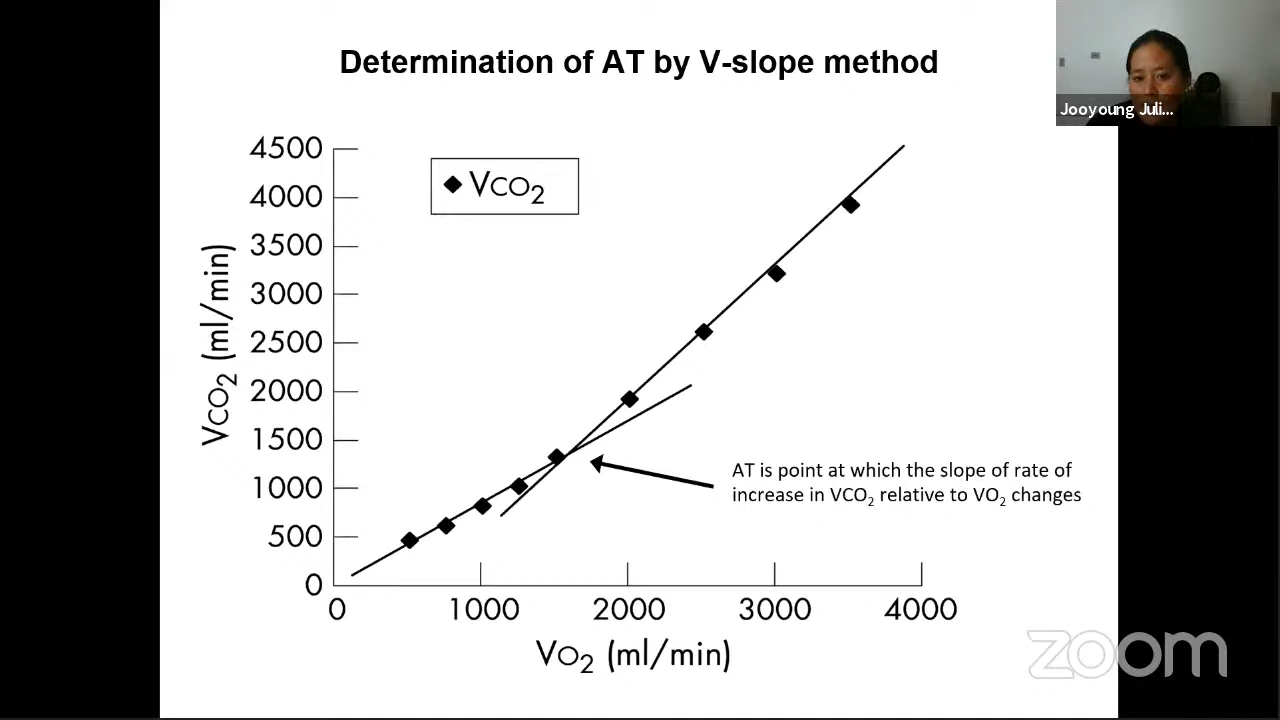 Determination of AT by V-slope method
Jooyoung Juli...
4500
4000
3500
3000
2500
2000
1500
1000
500
0
VCO₂
VCO₂ (ml/min)
AT is point at which the slope of rate of
increase in VCO₂ relative to VO₂ changes
0 1000 2000 3000 4000
VO₂ (ml/min)
zoom